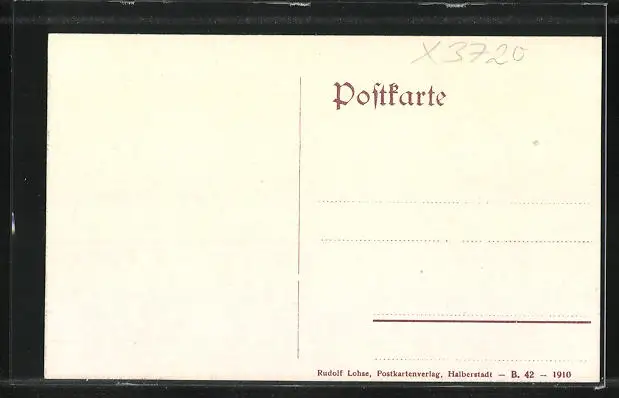 X3720
Poſtkarte
Rudolf Lohse, Postkartenverlag, Halberstadt — B. 42 — 1910